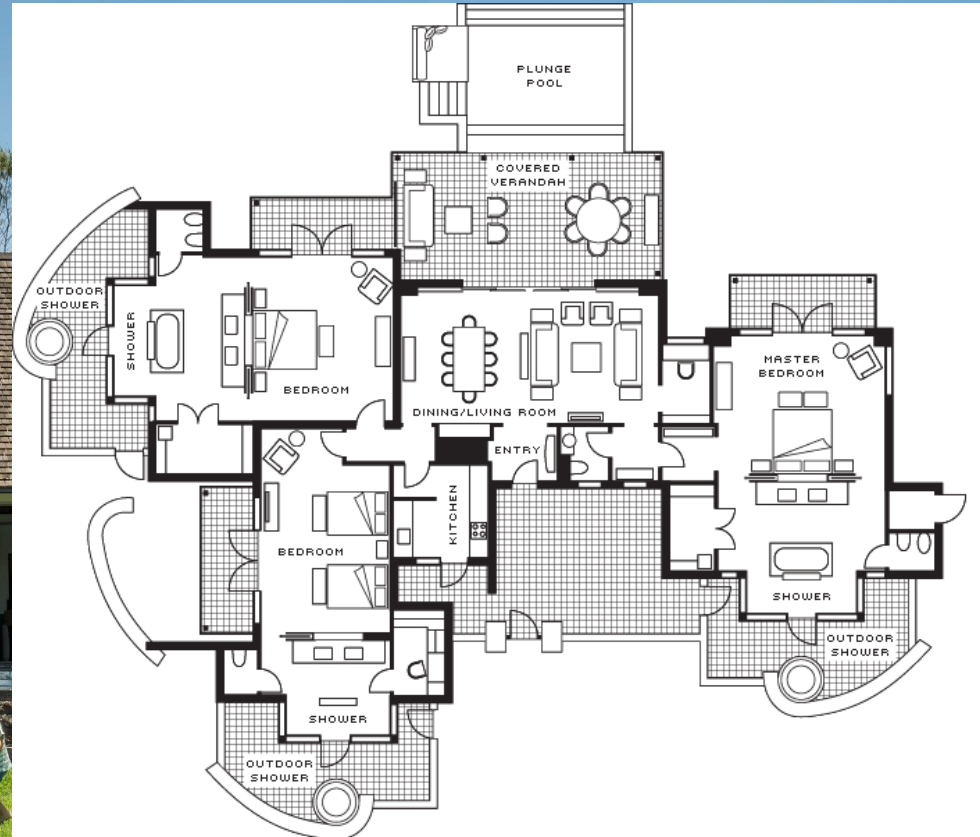 PLUNGE
POOL
COVERED
VERANDAH
OUTDOOR
SHOWER
SHOWER
BEDROOM
DINING/LIVING ROOM
MASTER
BEDROOM
ENTRY
KITCHEN
BEDROOM
SHOWER
OUTDOOR
SHOWER
SHOWER
OUTDOOR
SHOWER